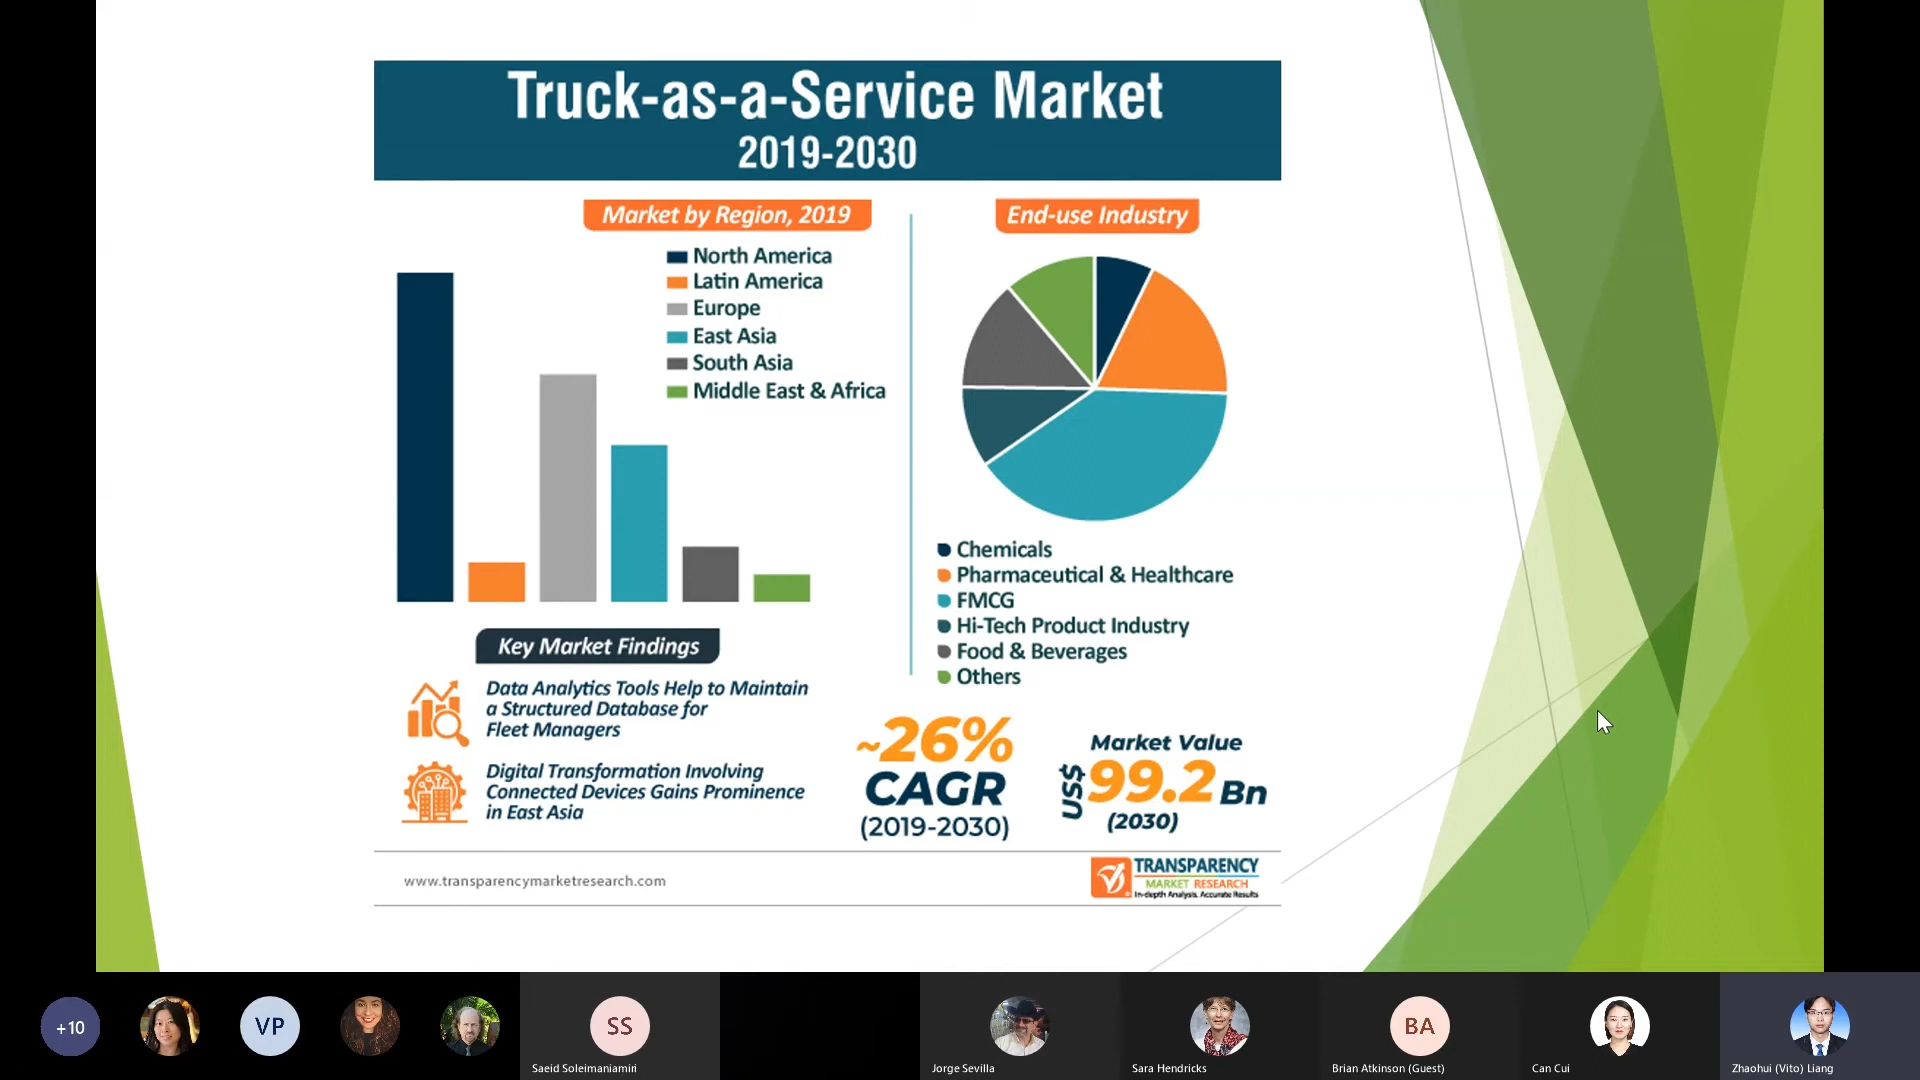 Truck-as-a-Service Market
2019-2030
Market by Region, 2019
North America
Latin America
Europe
East Asia
South Asia
Middle East & Africa
End-use Industry
Chemicals
Pharmaceutical & Healthcare
FMCG
Hi-Tech Product Industry
Food & Beverages
Others
Key Market Findings
Data Analytics Tools Help to Maintain
a Structured Database for
Fleet Managers
Digital Transformation Involving
Connected Devices Gains Prominence
in East Asia
~26%
CAGR
(2019-2030)
Market Value
US$ 99.2 Bn
(2030)
www.transparencymarketresearch.com
TRANSPARENCY
MARKET RESEARCH
In-depth Analysis. Accurate Results
+10
VP
SS
BA
Saeid Soleimaniamiri
Jorge Sevilla
Sara Hendricks
Brian Atkinson (Guest)
Can Cui
Zhaohui (Vito) Liang